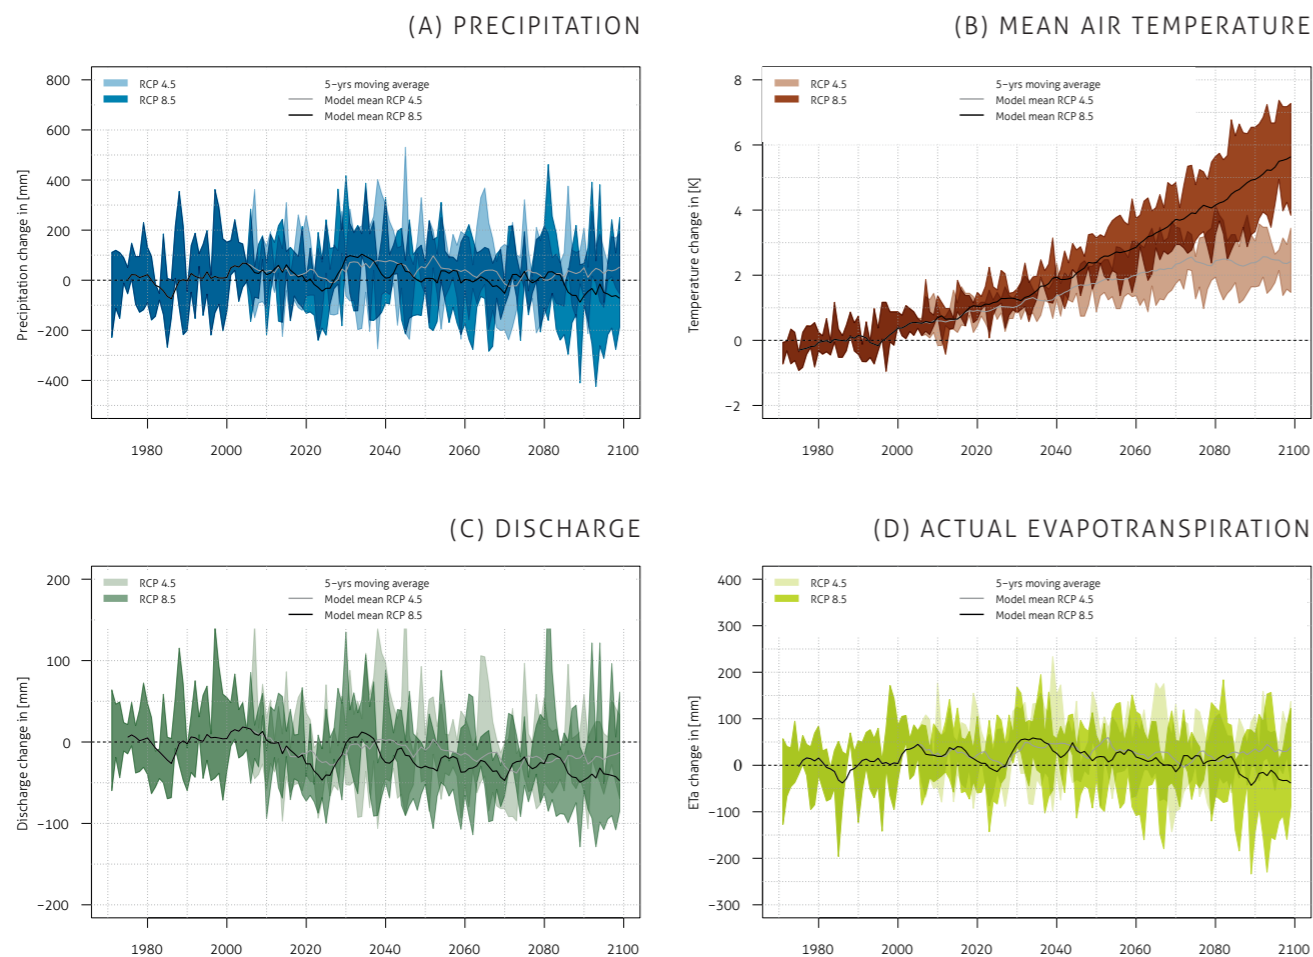 (A) PRECIPITATION
800
600
400
200
0
−200
−400
Precipitation change in [mm]
RCP 4.5
RCP 8.5
5-yrs moving average
Model mean RCP 4.5
Model mean RCP 8.5
1980 2000 2020 2040 2060 2080 2100
(B) MEAN AIR TEMPERATURE
8
6
4
2
0
−2
Temperature change in [K]
RCP 4.5
RCP 8.5
5-yrs moving average
Model mean RCP 4.5
Model mean RCP 8.5
1980 2000 2020 2040 2060 2080 2100
(C) DISCHARGE
200
100
0
−100
−200
Discharge change in [mm]
RCP 4.5
RCP 8.5
5-yrs moving average
Model mean RCP 4.5
Model mean RCP 8.5
1980 2000 2020 2040 2060 2080 2100
(D) ACTUAL EVAPOTRANSPIRATION
400
300
200
100
0
−100
−200
−300
ETa change in [mm]
RCP 4.5
RCP 8.5
5-yrs moving average
Model mean RCP 4.5
Model mean RCP 8.5
1980 2000 2020 2040 2060 2080 2100